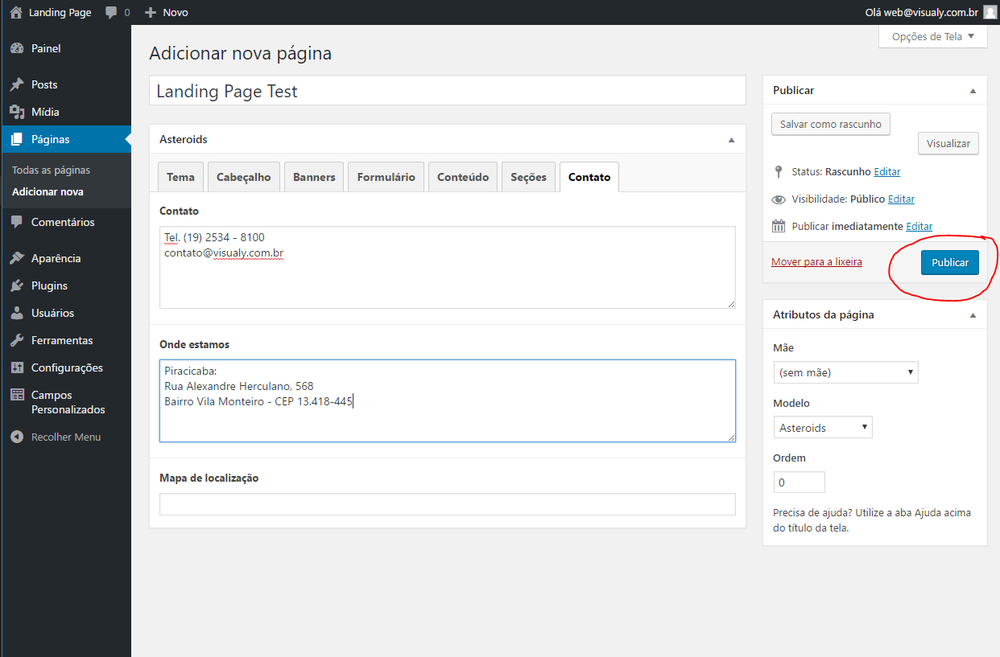 Landing Page 0 Novo
Olá web@visualy.com.br
Painel
Posts
Mídia
Páginas
Todas as páginas
Adicionar nova
Comentários
Aparência
Plugins
Usuários
Ferramentas
Configurações
Campos
Personalizados
Recolher Menu
Opções de Tela
Adicionar nova página
Landing Page Test
Asteroids
Tema Cabeçalho Banners Formulário Conteúdo Seções Contato
Contato
Tel. (19) 2534 - 8100
contato@visualy.com.br
Onde estamos
Piracicaba:
Rua Alexandre Herculano, 568
Bairro Vila Monteiro - CEP 13.418-445
Mapa de localização
Publicar
Salvar como rascunho
Visualizar
Status: Rascunho Editar
Visibilidade: Público Editar
Publicar imediatamente Editar
Mover para a lixeira
Publicar
Atributos da página
Mãe
(sem mãe)
Modelo
Asteroids
Ordem
0
Precisa de ajuda? Utilize a aba Ajuda acima
do título da tela.